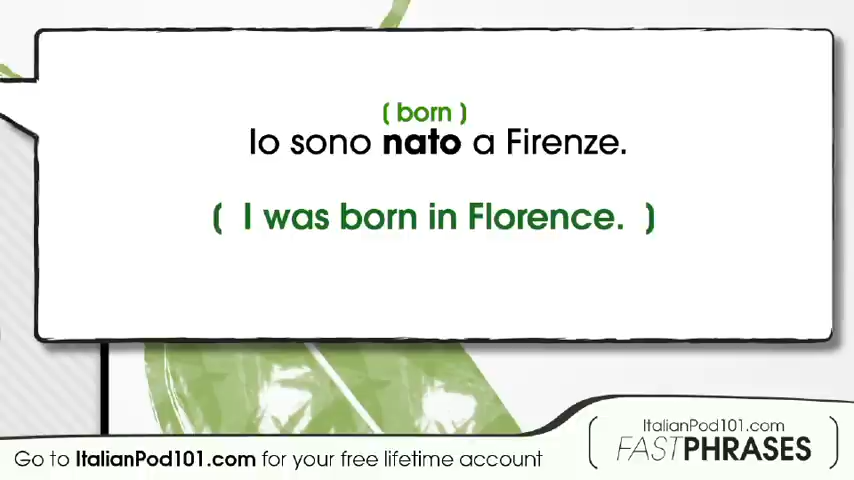 ( born )
Io sono nato a Firenze.
( I was born in Florence. )
ItalianPod101.com
FASTPHRASES
Go to ItalianPod101.com for your free lifetime account